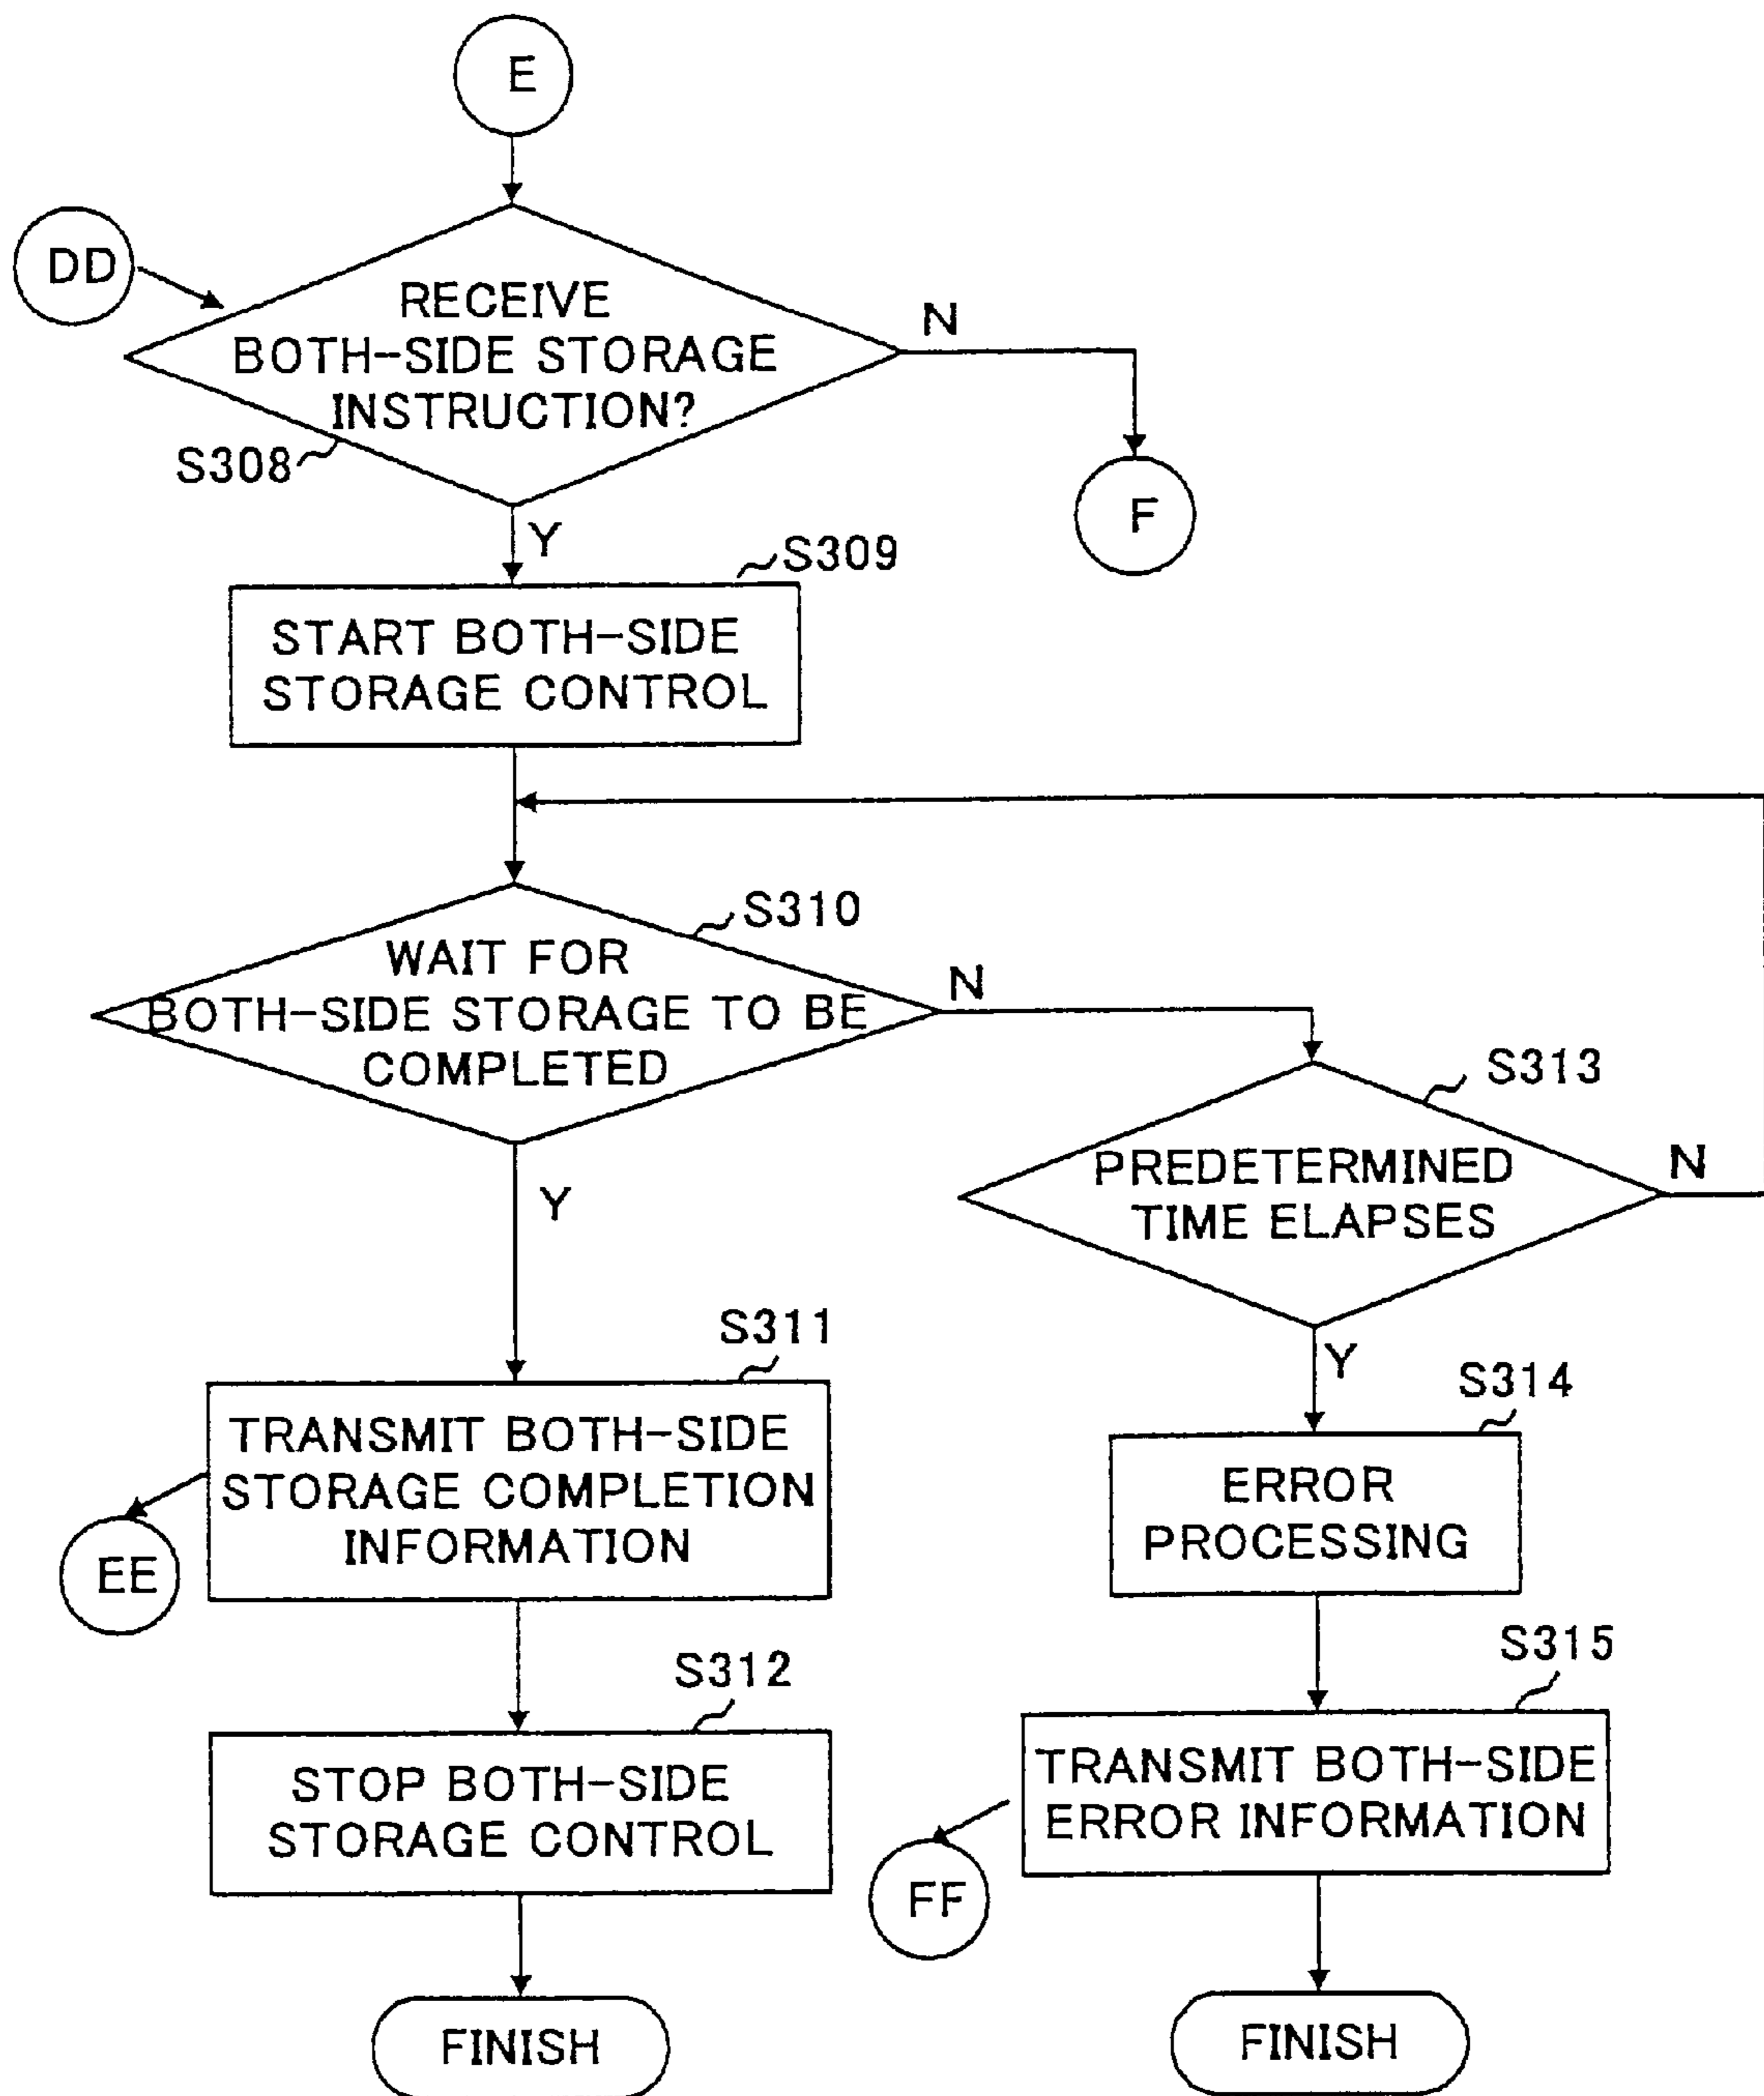 E
DD
RECEIVE
BOTH-SIDE STORAGE
INSTRUCTION?
N
S308
F
Y
S309
START BOTH-SIDE
STORAGE CONTROL
S310
WAIT FOR
BOTH-SIDE STORAGE TO BE
COMPLETED
N
S313
PREDETERMINED
TIME ELAPSES
N
Y
Y
S311
TRANSMIT BOTH-SIDE
STORAGE COMPLETION
INFORMATION
EE
S314
ERROR
PROCESSING
S312
STOP BOTH-SIDE
STORAGE CONTROL
S315
TRANSMIT BOTH-SIDE
ERROR INFORMATION
FF
FINISH
FINISH